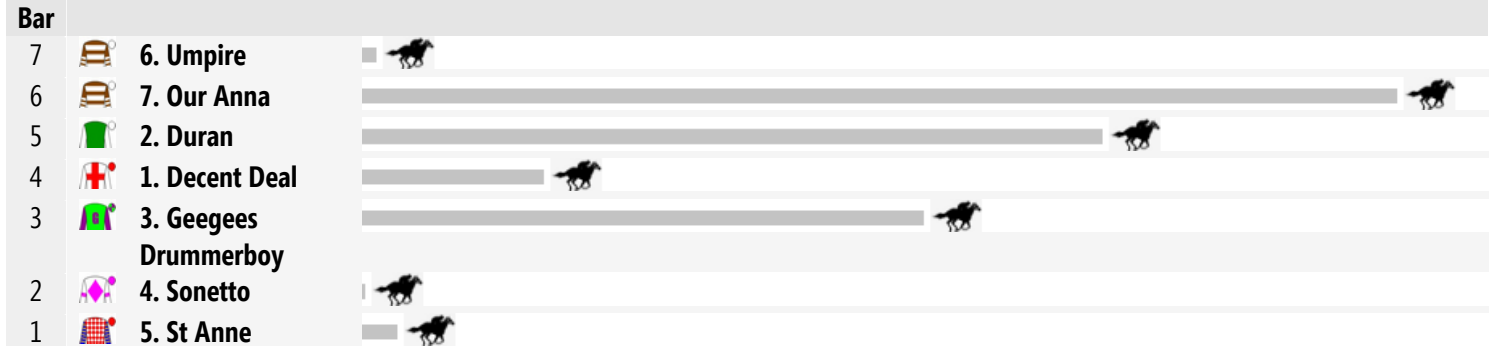 Bar
7 6. Umpire
6 7. Our Anna
5 2. Duran
4 1. Decent Deal
3 3. Geegees
Drummerboy
2 4. Sonetto
1 5. St Anne